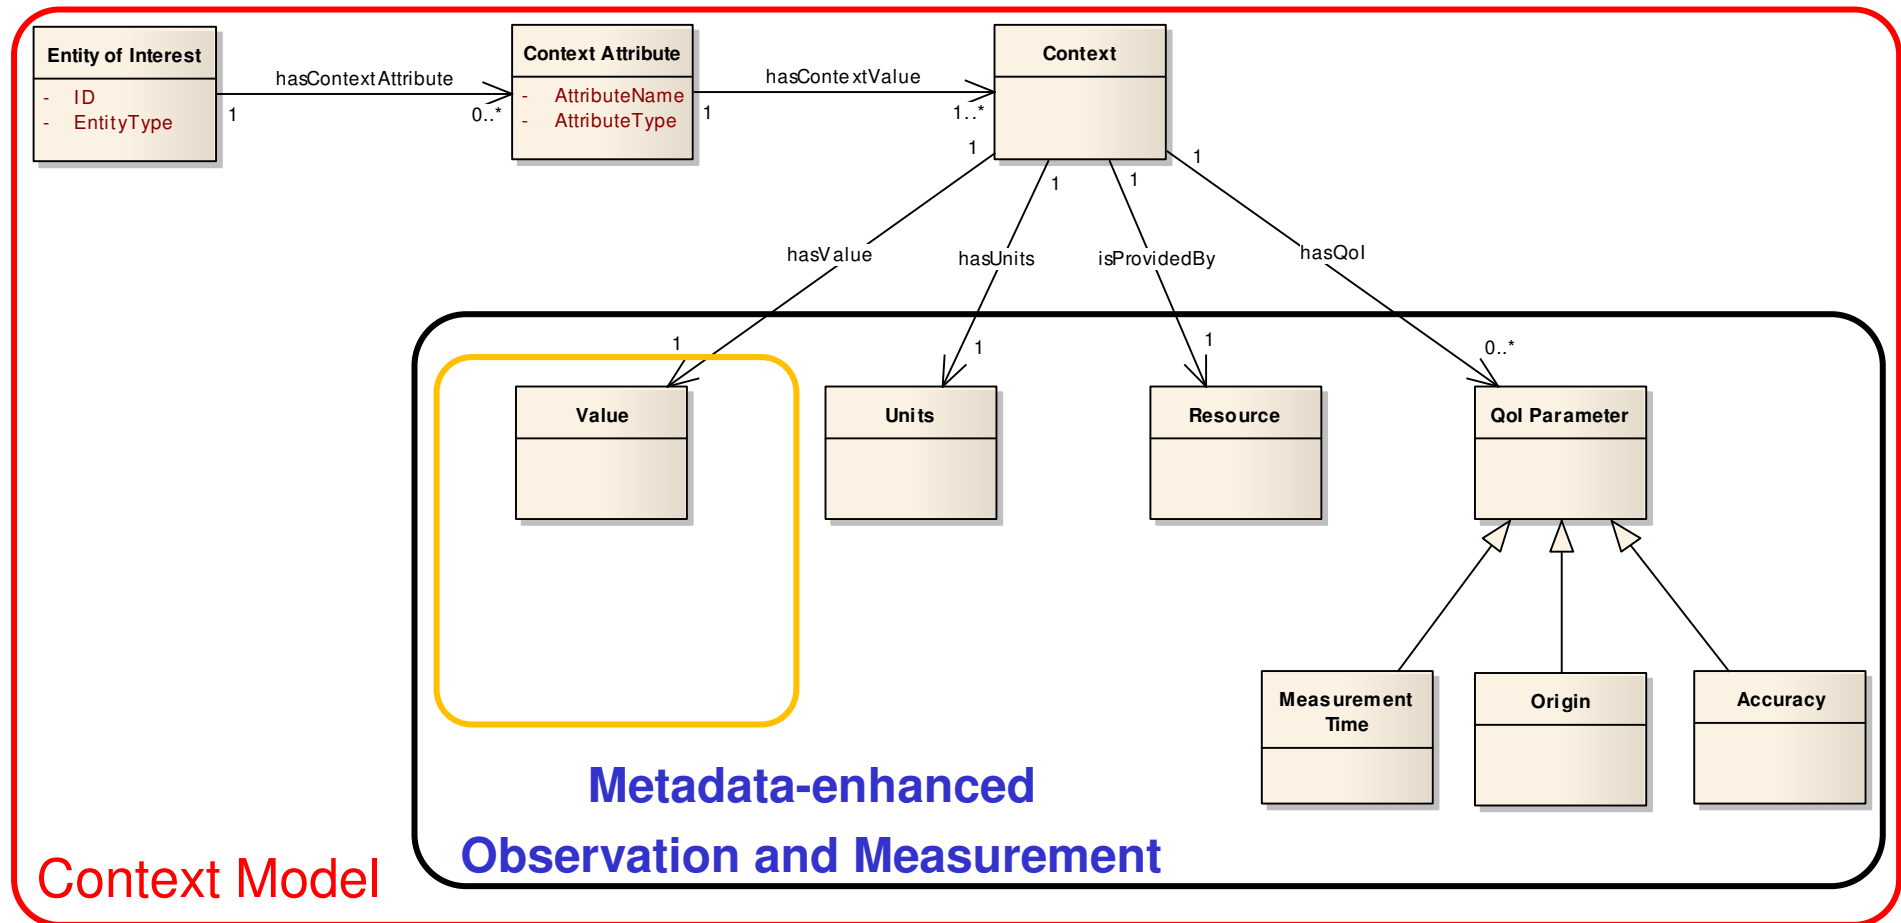 Entity of Interest
- ID
- EntityType
hasContextAttribute
1
0..*
Context Attribute
- AttributeName
- AttributeType
hasContextValue
1
1..*
Context
1
1
1
1
hasValue
hasUnits
isProvidedBy
hasQoI
1
1
1
0..*
Value
Units
Resource
QoI Parameter
Measurement
Time
Origin
Accuracy
Metadata-enhanced
Observation and Measurement
Context Model